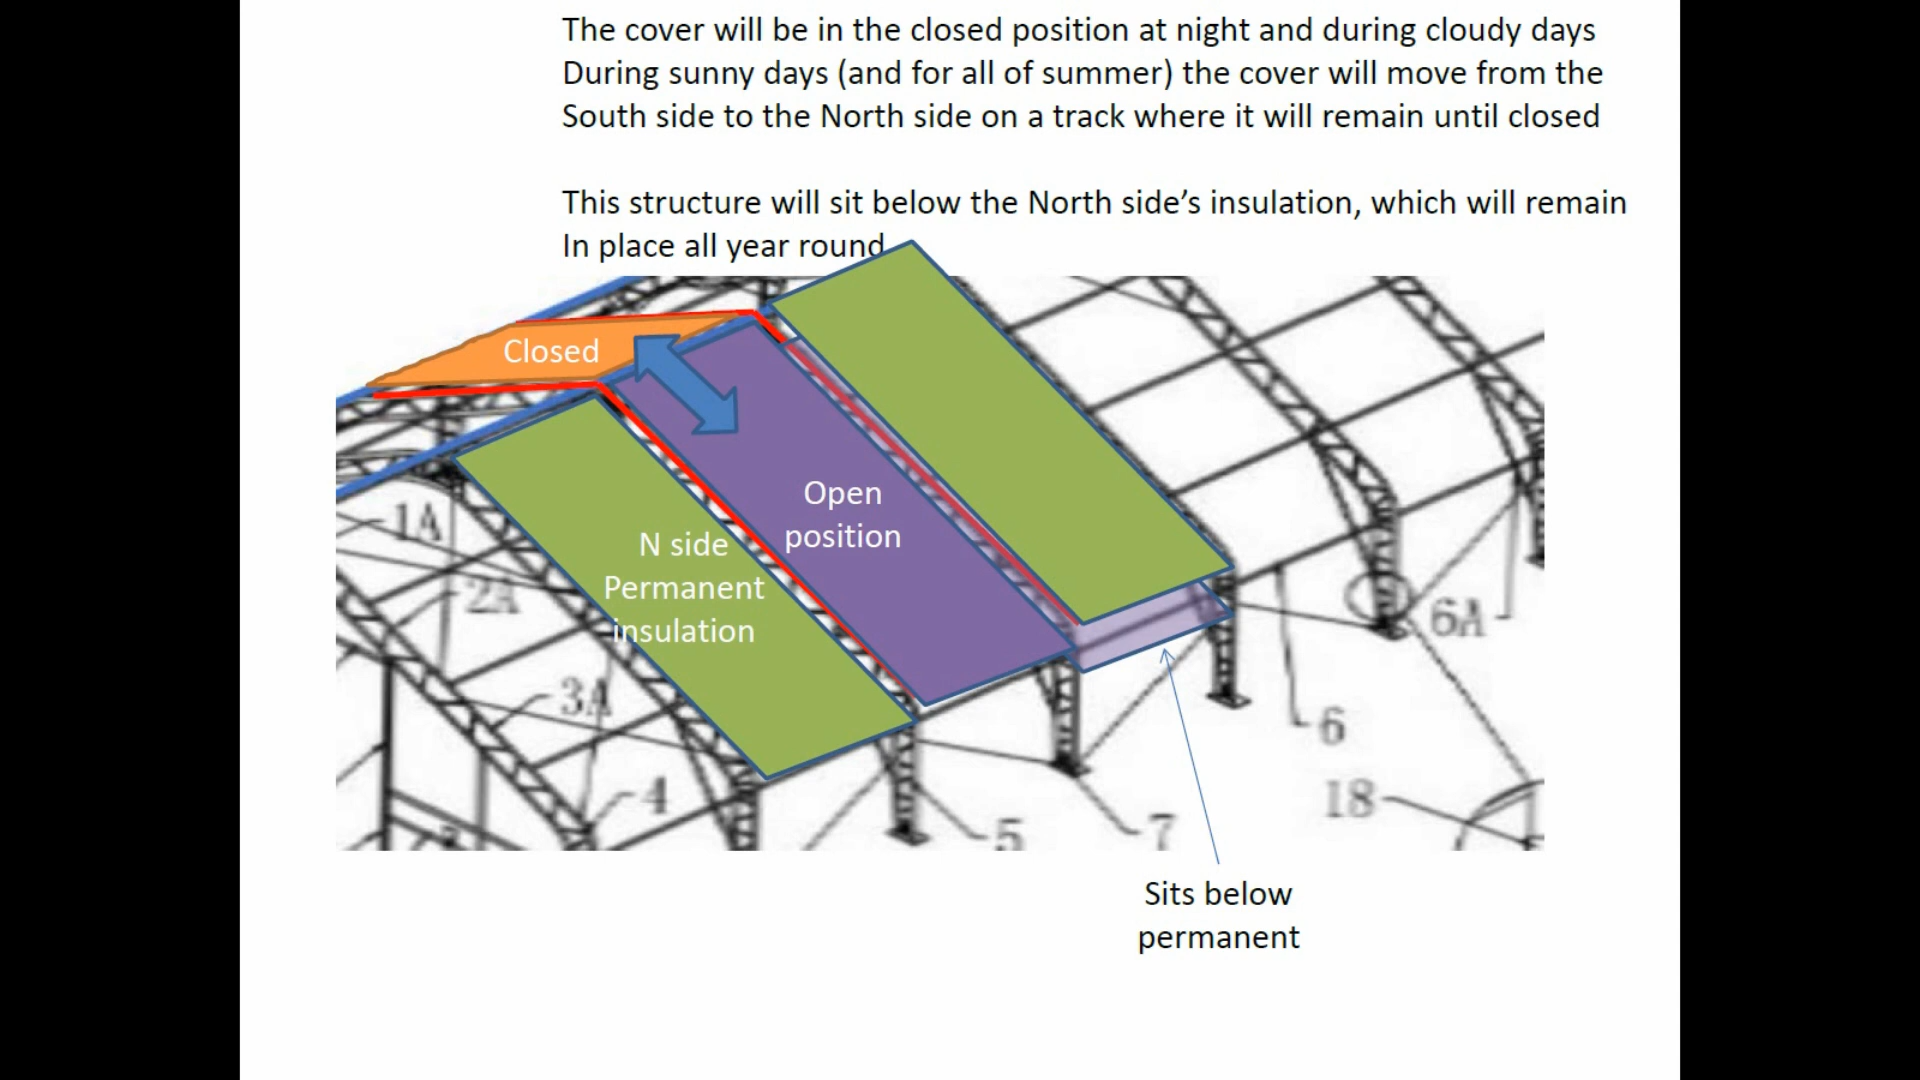 The cover will be in the closed position at night and during cloudy days
During sunny days (and for all of summer) the cover will move from the
South side to the North side on a track where it will remain until closed
This structure will sit below the North side's insulation, which will remain
In place all year round
Closed
Open
position
N side
Permanent
insulation
1A
2A
3A
4
5
7
6
6A
18
Sits below
permanent